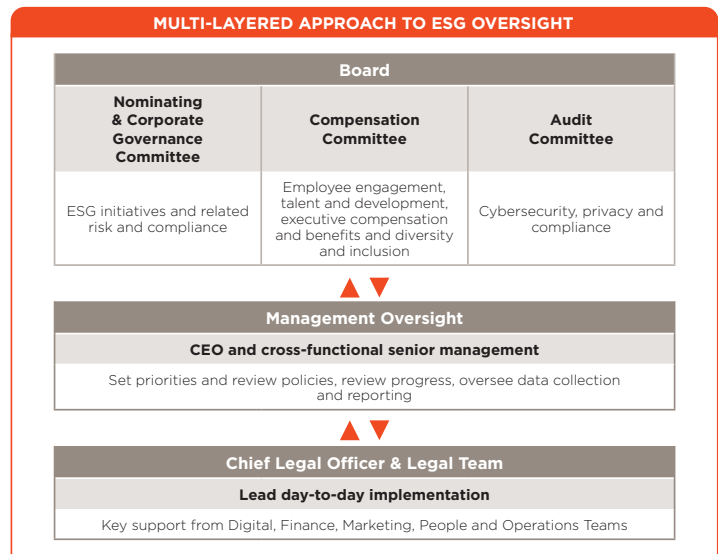 MULTI-LAYERED APPROACH TO ESG OVERSIGHT
Board
Nominating
& Corporate
Governance
Committee
Compensation
Committee
Audit
Committee
ESG initiatives and related
risk and compliance
Employee engagement,
talent and development,
executive compensation
and benefits and diversity
and inclusion
Cybersecurity, privacy and
compliance
Management Oversight
CEO and cross-functional senior management
Set priorities and review policies, review progress, oversee data collection
and reporting
Chief Legal Officer & Legal Team
Lead day-to-day implementation
Key support from Digital, Finance, Marketing, People and Operations Teams